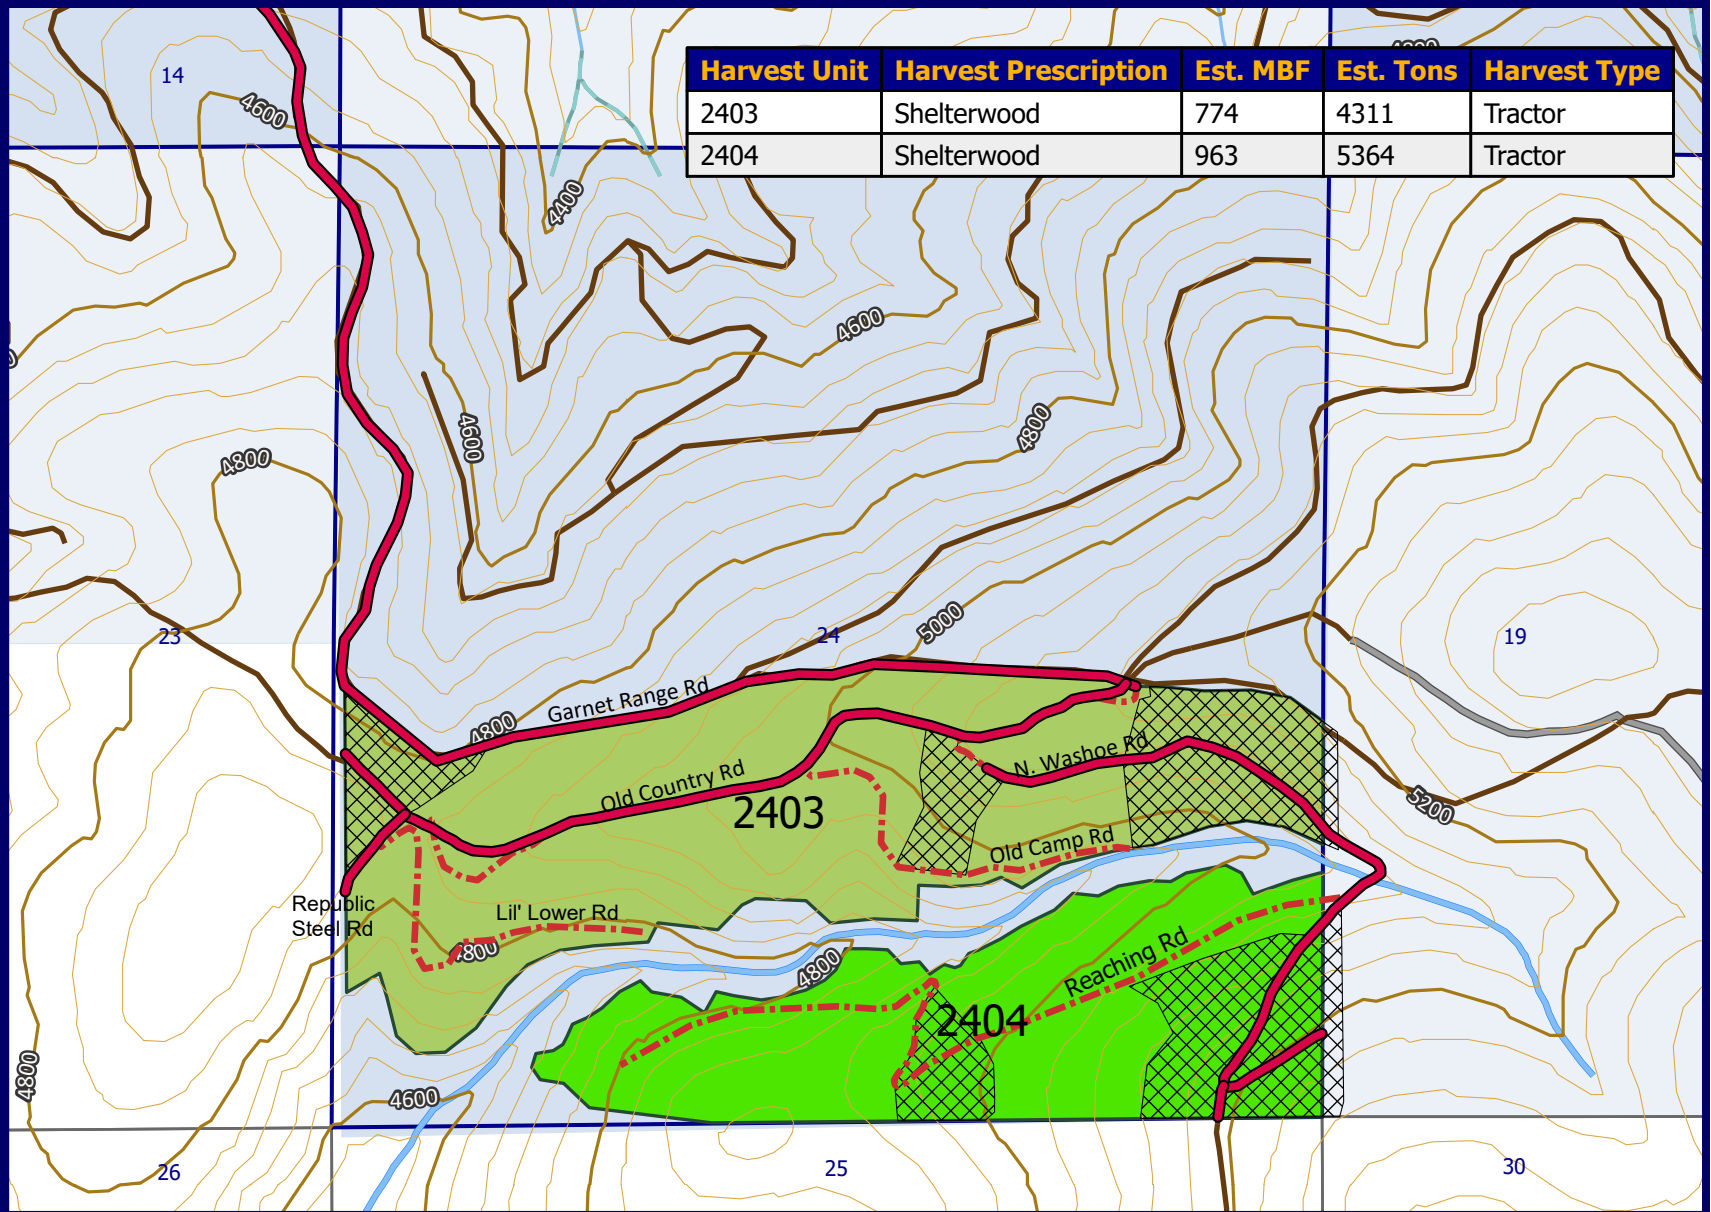 14
Harvest Unit Harvest Prescription Est. MBF Est. Tons Harvest Type
2403 Shelterwood 774 4311 Tractor
2404 Shelterwood 963 5364 Tractor
4600
4400
4600
4600
4800
4800
23
24
5000
19
Garnet Range Rd
4800
N. Washoe Rd
Old Country Rd
2403
5200
Old Camp Rd
Republic
Steel Rd
Lil' Lower Rd
4800
4800
Reaching Rd
2404
4800
4600
26
25
30